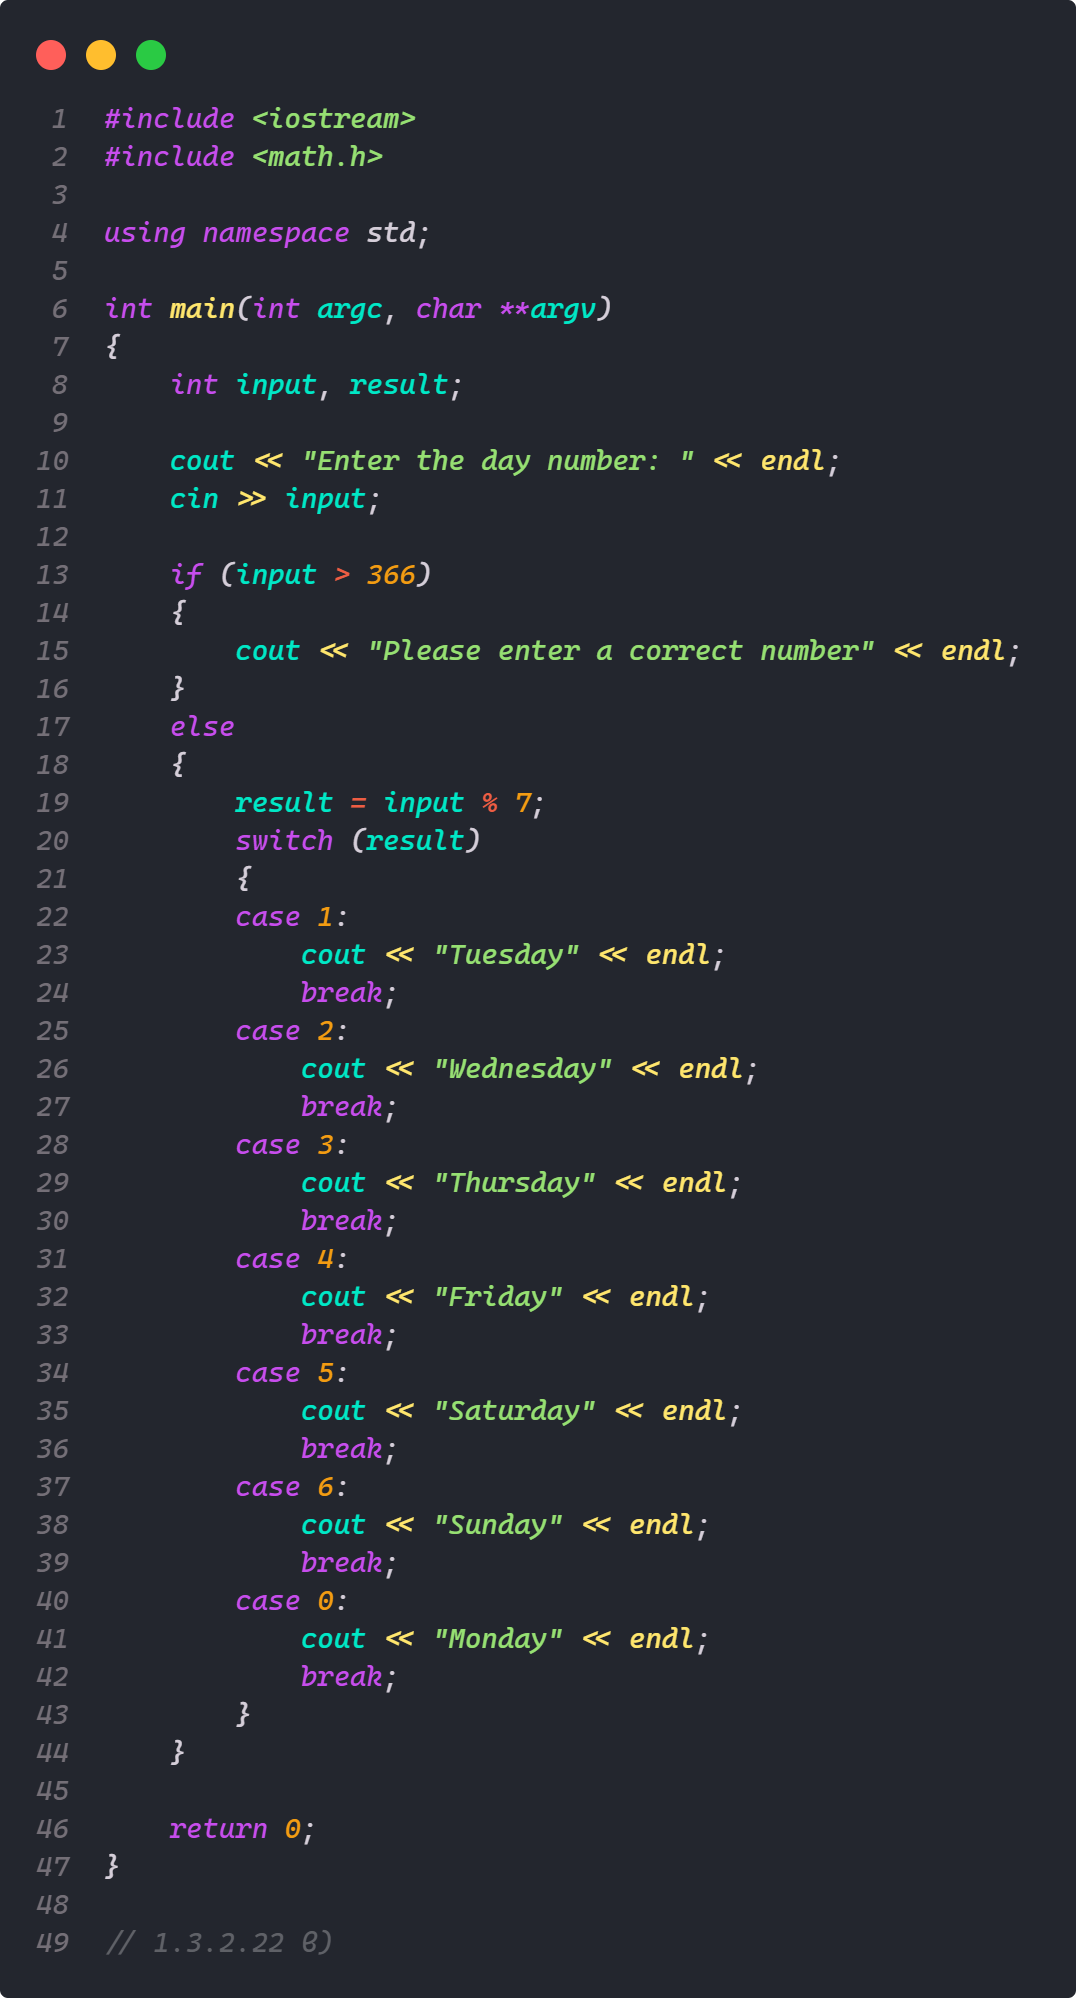 1 #include <iostream>
2 #include <math.h>
3
4 using namespace std;
5
6 int main(int argc, char **argv)
7 {
8     int input, result;
9
10     cout << "Enter the day number: " << endl;
11     cin >> input;
12
13     if (input > 366)
14     {
15         cout << "Please enter a correct number" << endl;
16     }
17     else
18     {
19         result = input % 7;
20         switch (result)
21         {
22         case 1:
23             cout << "Tuesday" << endl;
24             break;
25         case 2:
26             cout << "Wednesday" << endl;
27             break;
28         case 3:
29             cout << "Thursday" << endl;
30             break;
31         case 4:
32             cout << "Friday" << endl;
33             break;
34         case 5:
35             cout << "Saturday" << endl;
36             break;
37         case 6:
38             cout << "Sunday" << endl;
39             break;
40         case 0:
41             cout << "Monday" << endl;
42             break;
43         }
44     }
45
46     return 0;
47 }
48
49 // 1.3.2.22 в)